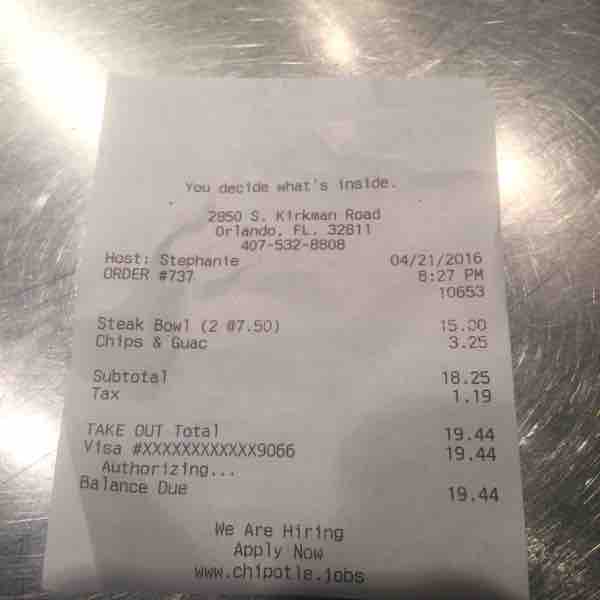 You decide what's inside.
2850 S. Kirkman Road
Orlando, FL. 32811
407-532-8808
Host: Stephanie 04/21/2016
ORDER #737 8:27 PM
10653
Steak Bowl (2 @7.50) 15.00
Chips & Guac 3.25
Subtotal 18.25
Tax 1.19
TAKE OUT Total 19.44
Visa #XXXXXXXXXXXX9066 19.44
Authorizing...
Balance Due 19.44
We Are Hiring
Apply Now
www.chipotle.jobs